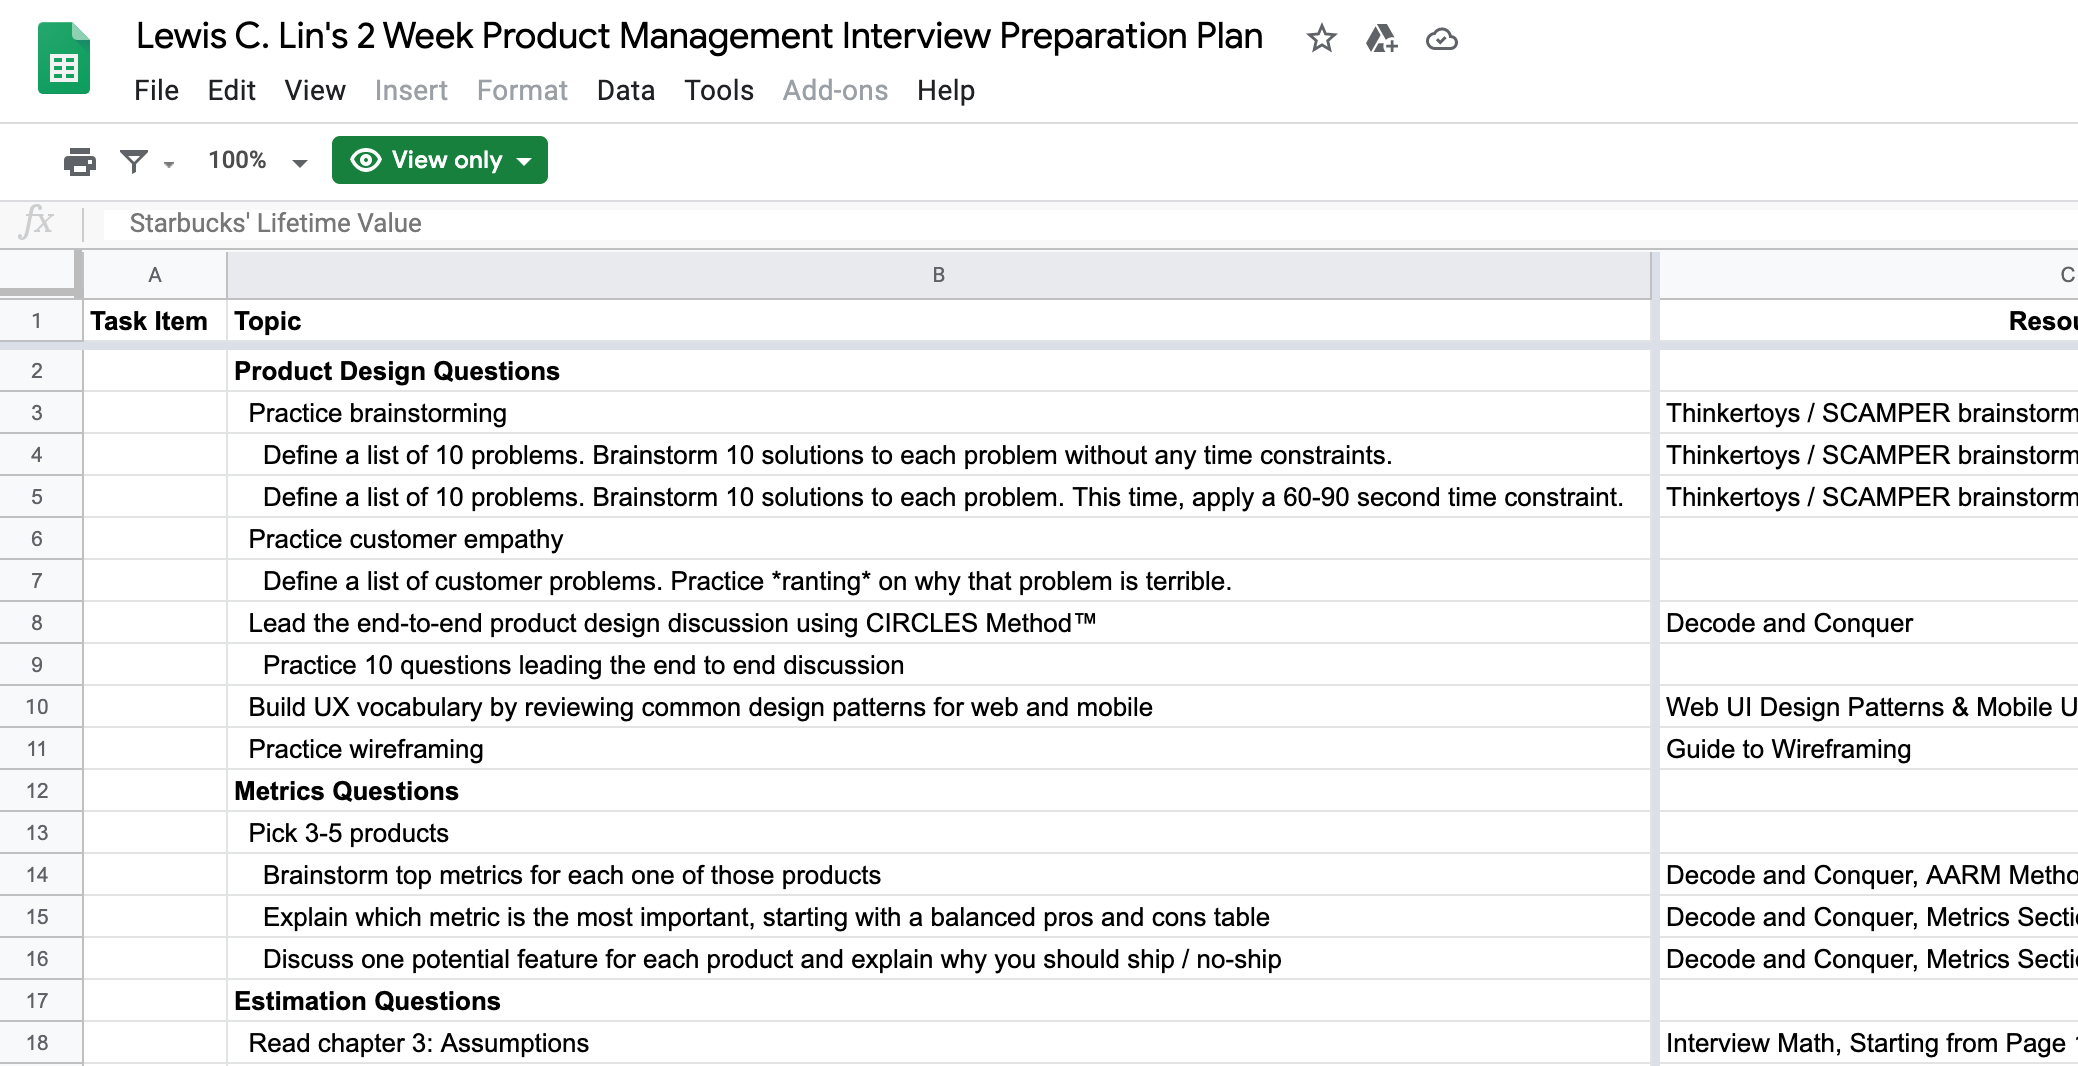 Lewis C. Lin's 2 Week Product Management Interview Preparation Plan
File Edit View Insert Format Data Tools Add-ons Help
100% View only
fx Starbucks' Lifetime Value
A B C
1 Task Item Topic Resou
2 Product Design Questions
3 Practice brainstorming Thinkertoys / SCAMPER brainstorm
4 Define a list of 10 problems. Brainstorm 10 solutions to each problem without any time constraints. Thinkertoys / SCAMPER brainstorm
5 Define a list of 10 problems. Brainstorm 10 solutions to each problem. This time, apply a 60-90 second time constraint. Thinkertoys / SCAMPER brainstorm
6 Practice customer empathy
7 Define a list of customer problems. Practice *ranting* on why that problem is terrible.
8 Lead the end-to-end product design discussion using CIRCLES Method™ Decode and Conquer
9 Practice 10 questions leading the end to end discussion
10 Build UX vocabulary by reviewing common design patterns for web and mobile Web UI Design Patterns & Mobile U
11 Practice wireframing Guide to Wireframing
12 Metrics Questions
13 Pick 3-5 products
14 Brainstorm top metrics for each one of those products Decode and Conquer, AARM Metho
15 Explain which metric is the most important, starting with a balanced pros and cons table Decode and Conquer, Metrics Secti
16 Discuss one potential feature for each product and explain why you should ship / no-ship Decode and Conquer, Metrics Secti
17 Estimation Questions
18 Read chapter 3: Assumptions Interview Math, Starting from Page